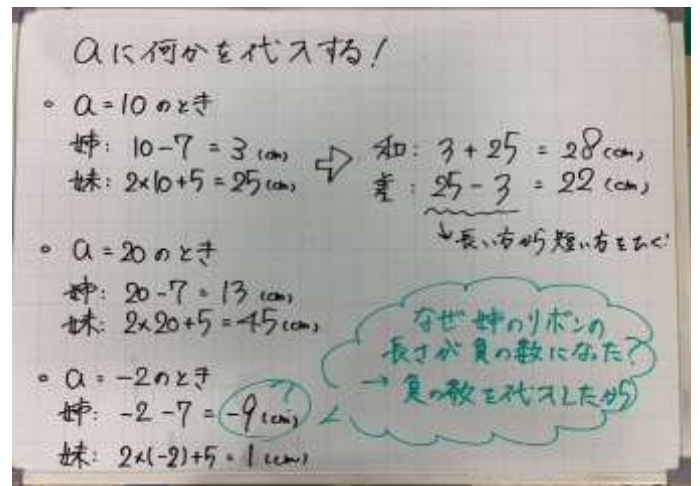 aに何かを代入する!
。a=10のとき
姉: 10-7=3(cm)
妹: 2×10+5=25(cm)
⇨ 和: 3+25=28(cm)
差: 25-3=22(cm)
↓長い方から短い方をひく
。a=20のとき
姉: 20-7=13(cm)
妹: 2×20+5=45(cm)
。a=-2のとき
姉: -2-7=-9(cm)
妹: 2×(-2)+5=1(cm)
?
なぜ姉のリボンの
長さが負の数になった?
→負の数を代入したから